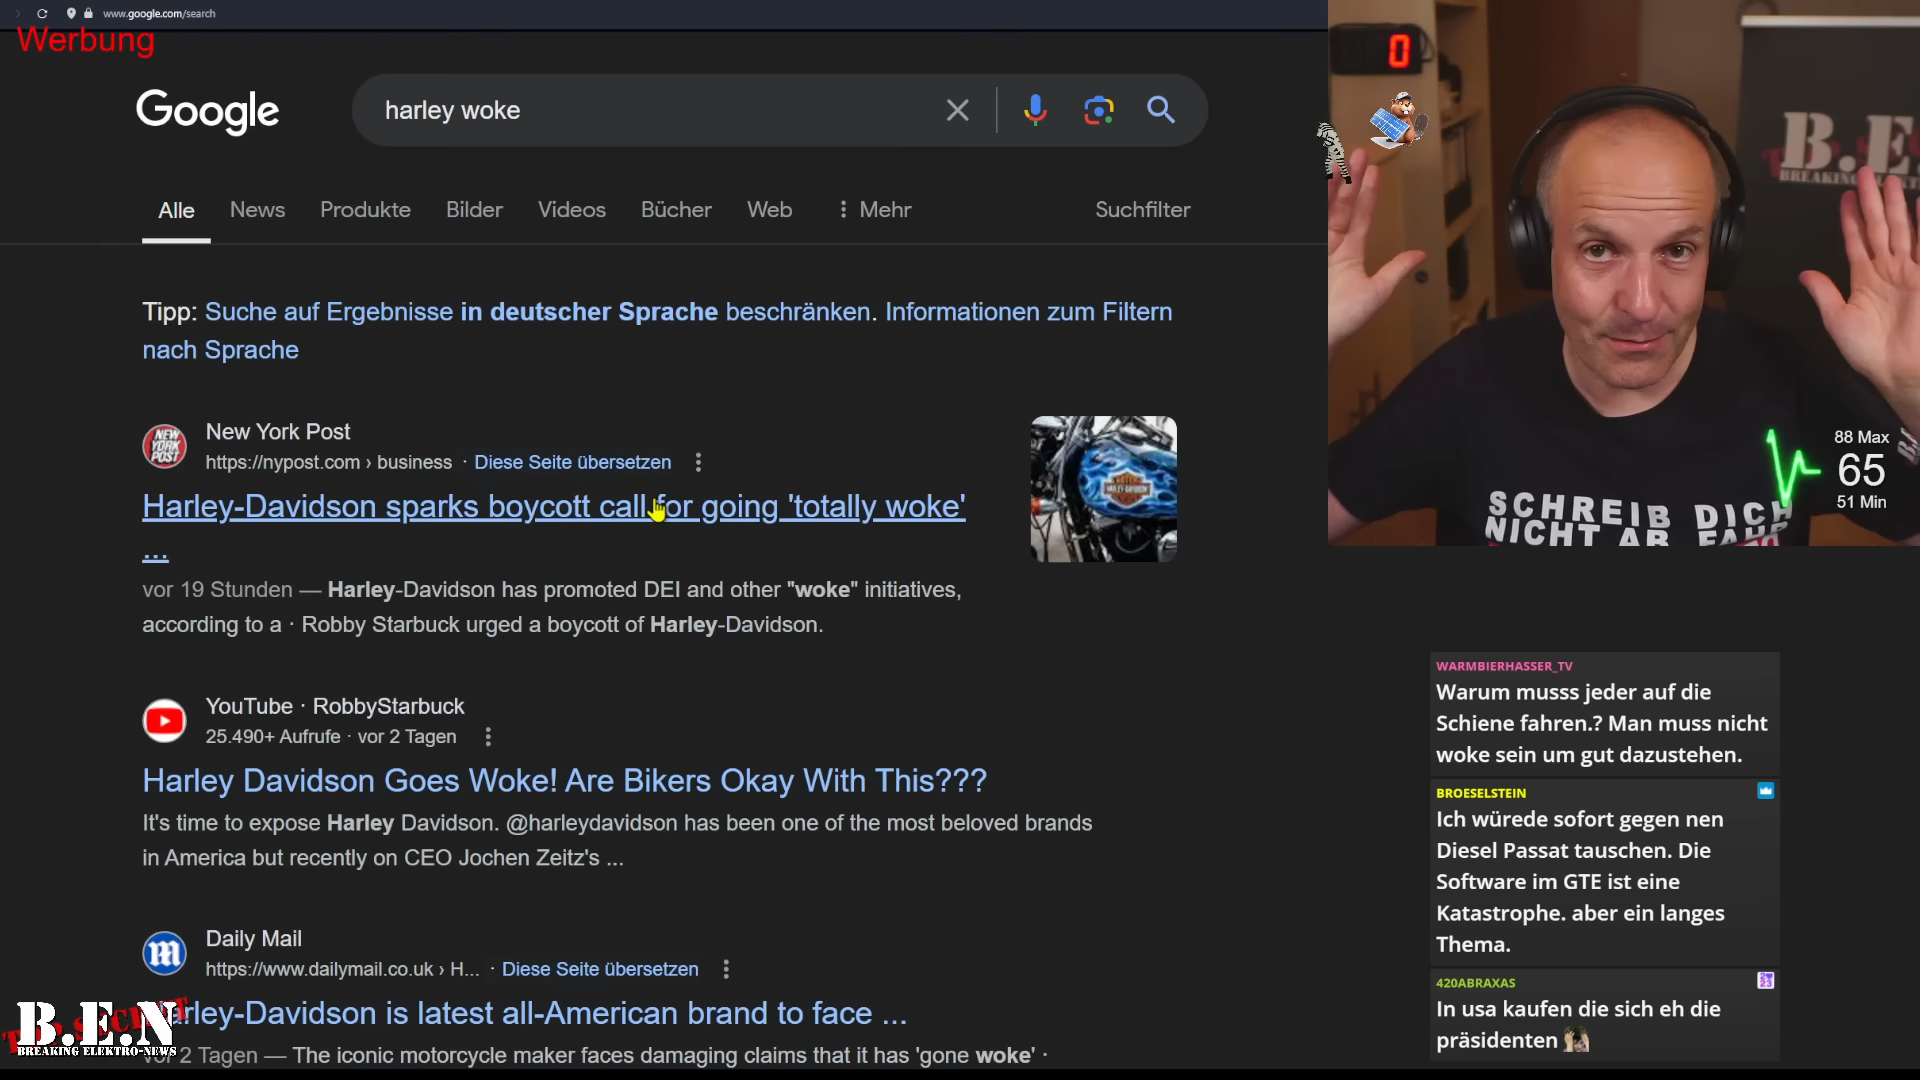 www.google.com/search
Werbung
Google
harley woke
Alle
News
Produkte
Bilder
Videos
Bücher
Web
Mehr
Suchfilter
Tipp: Suche auf Ergebnisse in deutscher Sprache beschränken. Informationen zum Filtern
nach Sprache
NEW
YORK
POST
New York Post
https://nypost.com › business · Diese Seite übersetzen
Harley-Davidson sparks boycott call for going 'totally woke'
...
vor 19 Stunden — Harley-Davidson has promoted DEI and other "woke" initiatives,
according to a · Robby Starbuck urged a boycott of Harley-Davidson.
YouTube · RobbyStarbuck
25.490+ Aufrufe · vor 2 Tagen
Harley Davidson Goes Woke! Are Bikers Okay With This???
It's time to expose Harley Davidson. @harleydavidson has been one of the most beloved brands
in America but recently on CEO Jochen Zeitz's ...
m
Daily Mail
https://www.dailymail.co.uk › H... · Diese Seite übersetzen
rley-Davidson is latest all-American brand to face ...
2 Tagen — The iconic motorcycle maker faces damaging claims that it has 'gone woke' ·
B.E.N
BREAKING ELEKTRO-NEWS
0
B.E
88 Max
65
51 Min
SCHREIB DICH
NICHT AB
WARMBIERHASSER_TV
Warum musss jeder auf die
Schiene fahren.? Man muss nicht
woke sein um gut dazustehen.
BROESELSTEIN
Ich würede sofort gegen nen
Diesel Passat tauschen. Die
Software im GTE ist eine
Katastrophe. aber ein langes
Thema.
420ABRAXAS
In usa kaufen die sich eh die
präsidenten